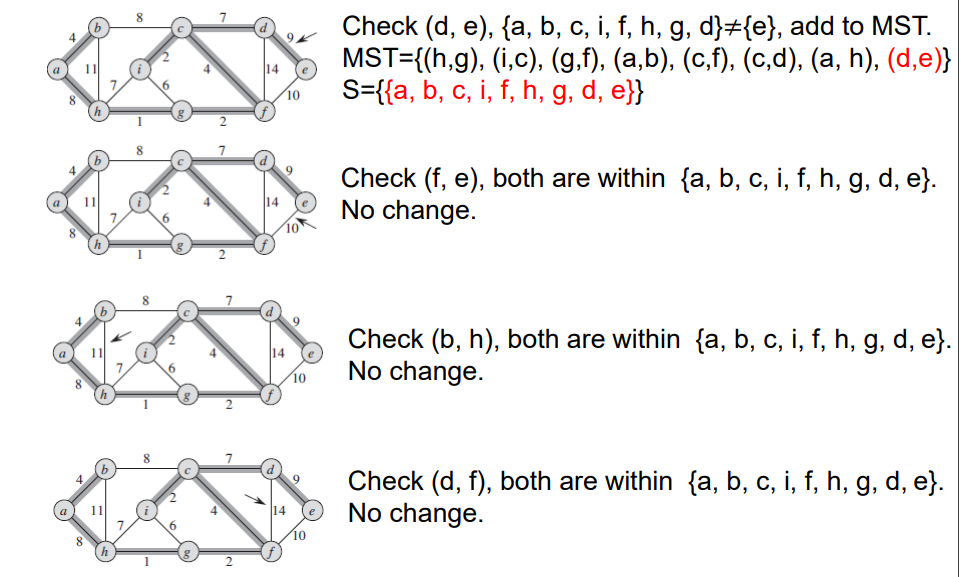 8 7
b c d
4 9
2
a 11 i 4 14 e
7 6
8 10
h g f
1 2
Check (d, e), {a, b, c, i, f, h, g, d}≠{e}, add to MST.
MST={(h,g), (i,c), (g,f), (a,b), (c,f), (c,d), (a, h), (d,e)}
S={{a, b, c, i, f, h, g, d, e}}
8 7
b c d
4 9
2
a 11 i 4 14 e
7 6
8 10
h g f
1 2
Check (f, e), both are within {a, b, c, i, f, h, g, d, e}.
No change.
8 7
b c d
4 9
2
a 11 i 4 14 e
7 6
8 10
h g f
1 2
Check (b, h), both are within {a, b, c, i, f, h, g, d, e}.
No change.
8 7
b c d
4 9
2
a 11 i 4 14 e
7 6
8 10
h g f
1 2
Check (d, f), both are within {a, b, c, i, f, h, g, d, e}.
No change.